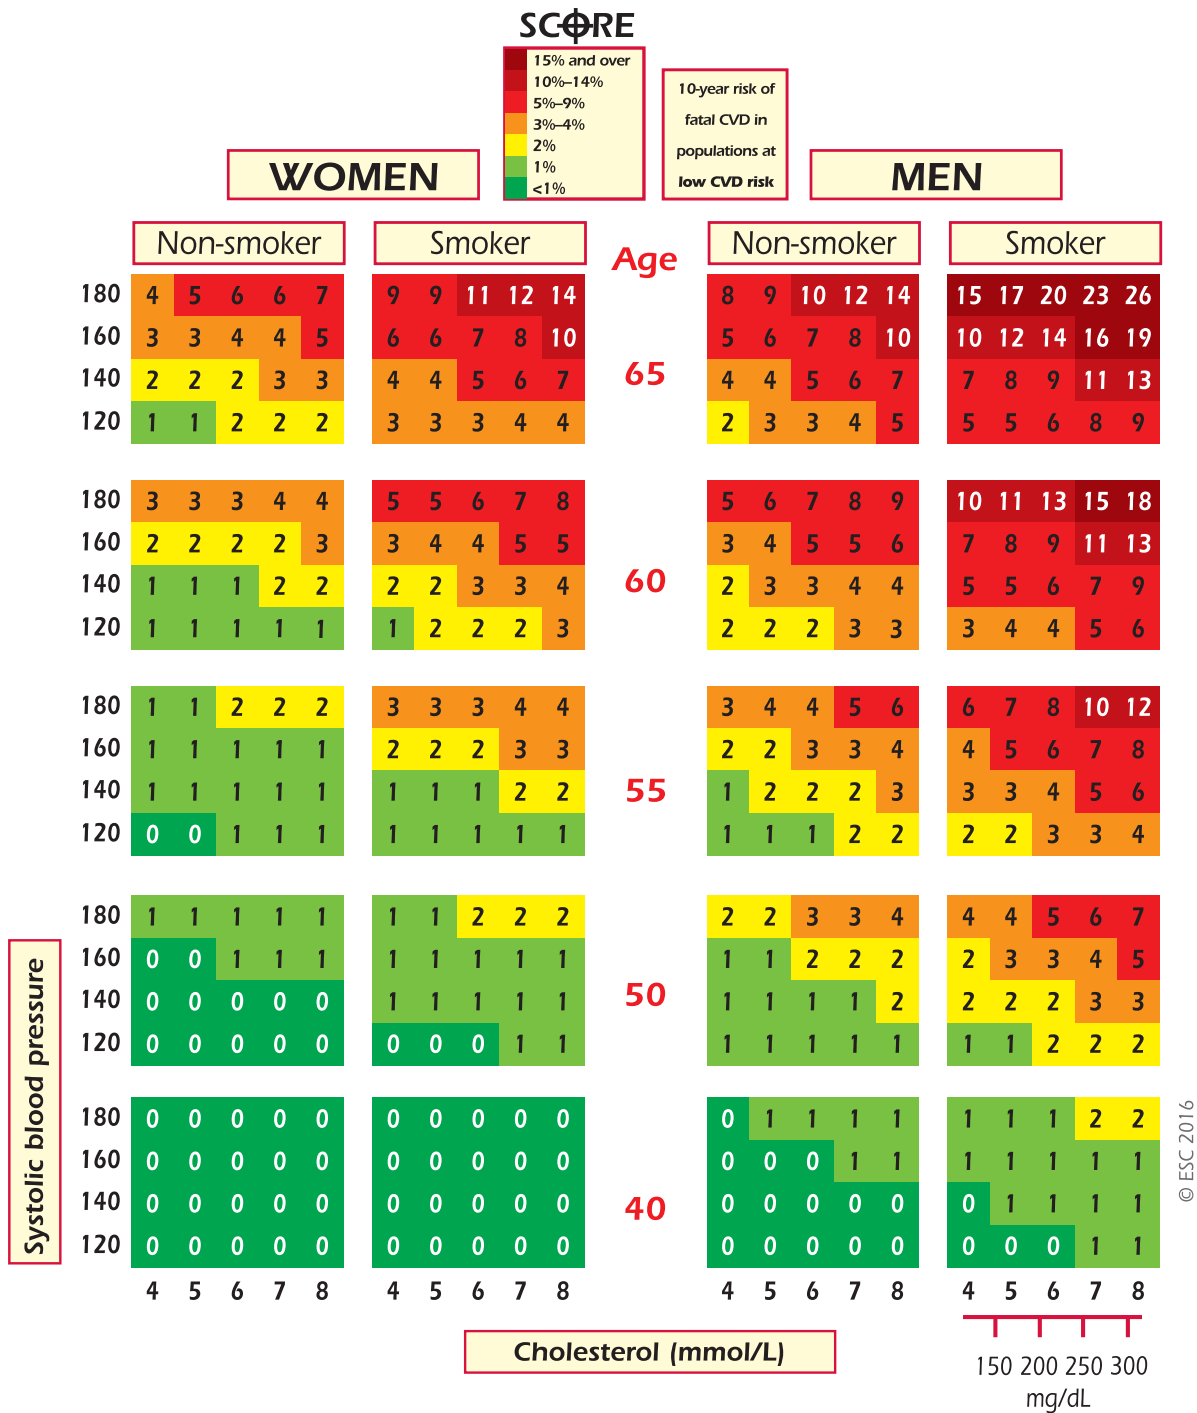 SCORE
15% and over
10%–14%
5%–9%
3%–4%
2%
1%
<1%
10-year risk of
fatal CVD in
populations at
low CVD risk
WOMEN
MEN
Non-smoker
Smoker
Age
Non-smoker
Smoker
180 4 5 6 6 7 9 9 11 12 14 8 9 10 12 14 15 17 20 23 26
160 3 3 4 4 5 6 6 7 8 10 5 6 7 8 10 10 12 14 16 19
65
140 2 2 2 3 3 4 4 5 6 7 4 4 5 6 7 7 8 9 11 13
120 1 1 2 2 2 3 3 3 4 4 2 3 3 4 5 5 5 6 8 9
180 3 3 3 4 4 5 5 6 7 8 5 6 7 8 9 10 11 13 15 18
160 2 2 2 2 3 3 4 4 5 5 3 4 5 5 6 7 8 9 11 13
60
140 1 1 1 2 2 2 2 3 3 4 2 3 3 4 4 5 5 6 7 9
120 1 1 1 1 1 1 2 2 2 3 2 2 2 3 3 3 4 4 5 6
180 1 1 2 2 2 3 3 3 4 4 3 4 4 5 6 6 7 8 10 12
160 1 1 1 1 1 2 2 2 3 3 2 2 3 3 4 4 5 6 7 8
55
140 1 1 1 1 1 1 1 1 2 2 1 2 2 2 3 3 3 4 5 6
120 0 0 1 1 1 1 1 1 1 1 1 1 1 2 2 2 2 3 3 4
180 1 1 1 1 1 1 1 2 2 2 2 2 3 3 4 4 4 5 6 7
160 0 0 1 1 1 1 1 1 1 1 1 1 2 2 2 2 3 3 4 5
50
140 0 0 0 0 0 1 1 1 1 1 1 1 1 1 2 2 2 2 3 3
120 0 0 0 0 0 0 0 0 1 1 1 1 1 1 1 1 1 2 2 2
180 0 0 0 0 0 0 0 0 0 0 0 1 1 1 1 1 1 1 2 2
160 0 0 0 0 0 0 0 0 0 0 0 0 0 1 1 1 1 1 1 1
40
140 0 0 0 0 0 0 0 0 0 0 0 0 0 0 0 0 1 1 1 1
120 0 0 0 0 0 0 0 0 0 0 0 0 0 0 0 0 0 0 1 1
4 5 6 7 8 4 5 6 7 8 4 5 6 7 8 4 5 6 7 8
Systolic blood pressure
Cholesterol (mmol/L)
150 200 250 300
mg/dL
© ESC 2016